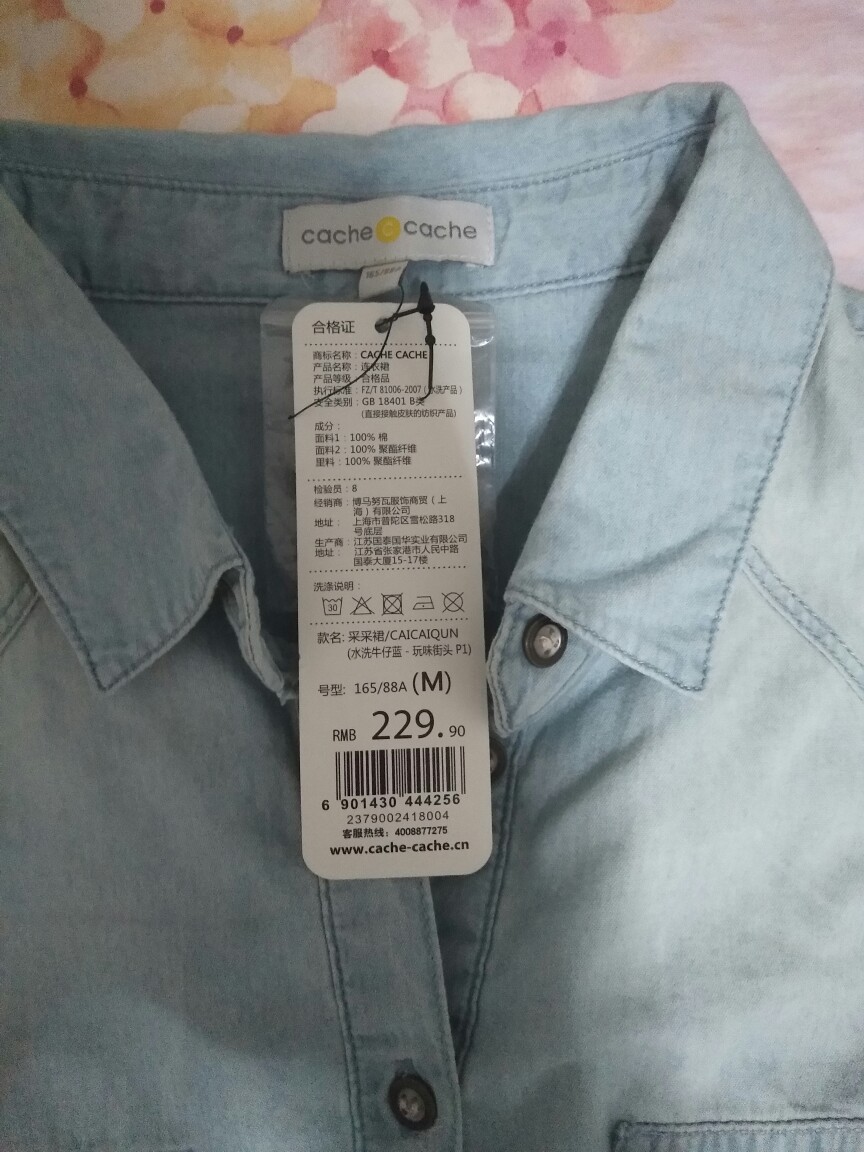 cache c cache
165/88A
合格证
商标名称：CACHE CACHE
产品名称：连衣裙
产品等级：合格品
执行标准：FZ/T 81006-2007（水洗产品）
安全类别：GB 18401 B类
(直接接触皮肤的纺织产品)
成分：
面料1：100% 棉
面料2：100% 聚酯纤维
里料：100% 聚酯纤维
检验员：8
经销商：博马努瓦服饰商贸（上
海）有限公司
地址：上海市普陀区雪松路318
号底层
生产商：江苏国泰国华实业有限公司
地址：江苏省张家港市人民中路
国泰大厦15-17楼
洗涤说明：
30
款名: 采采裙/CAICAIQUN
(水洗牛仔蓝 - 玩味街头 P1)
号型: 165/88A (M)
RMB 229.90
6 901430 444256
2379002418004
客服热线：4008877275
www.cache-cache.cn